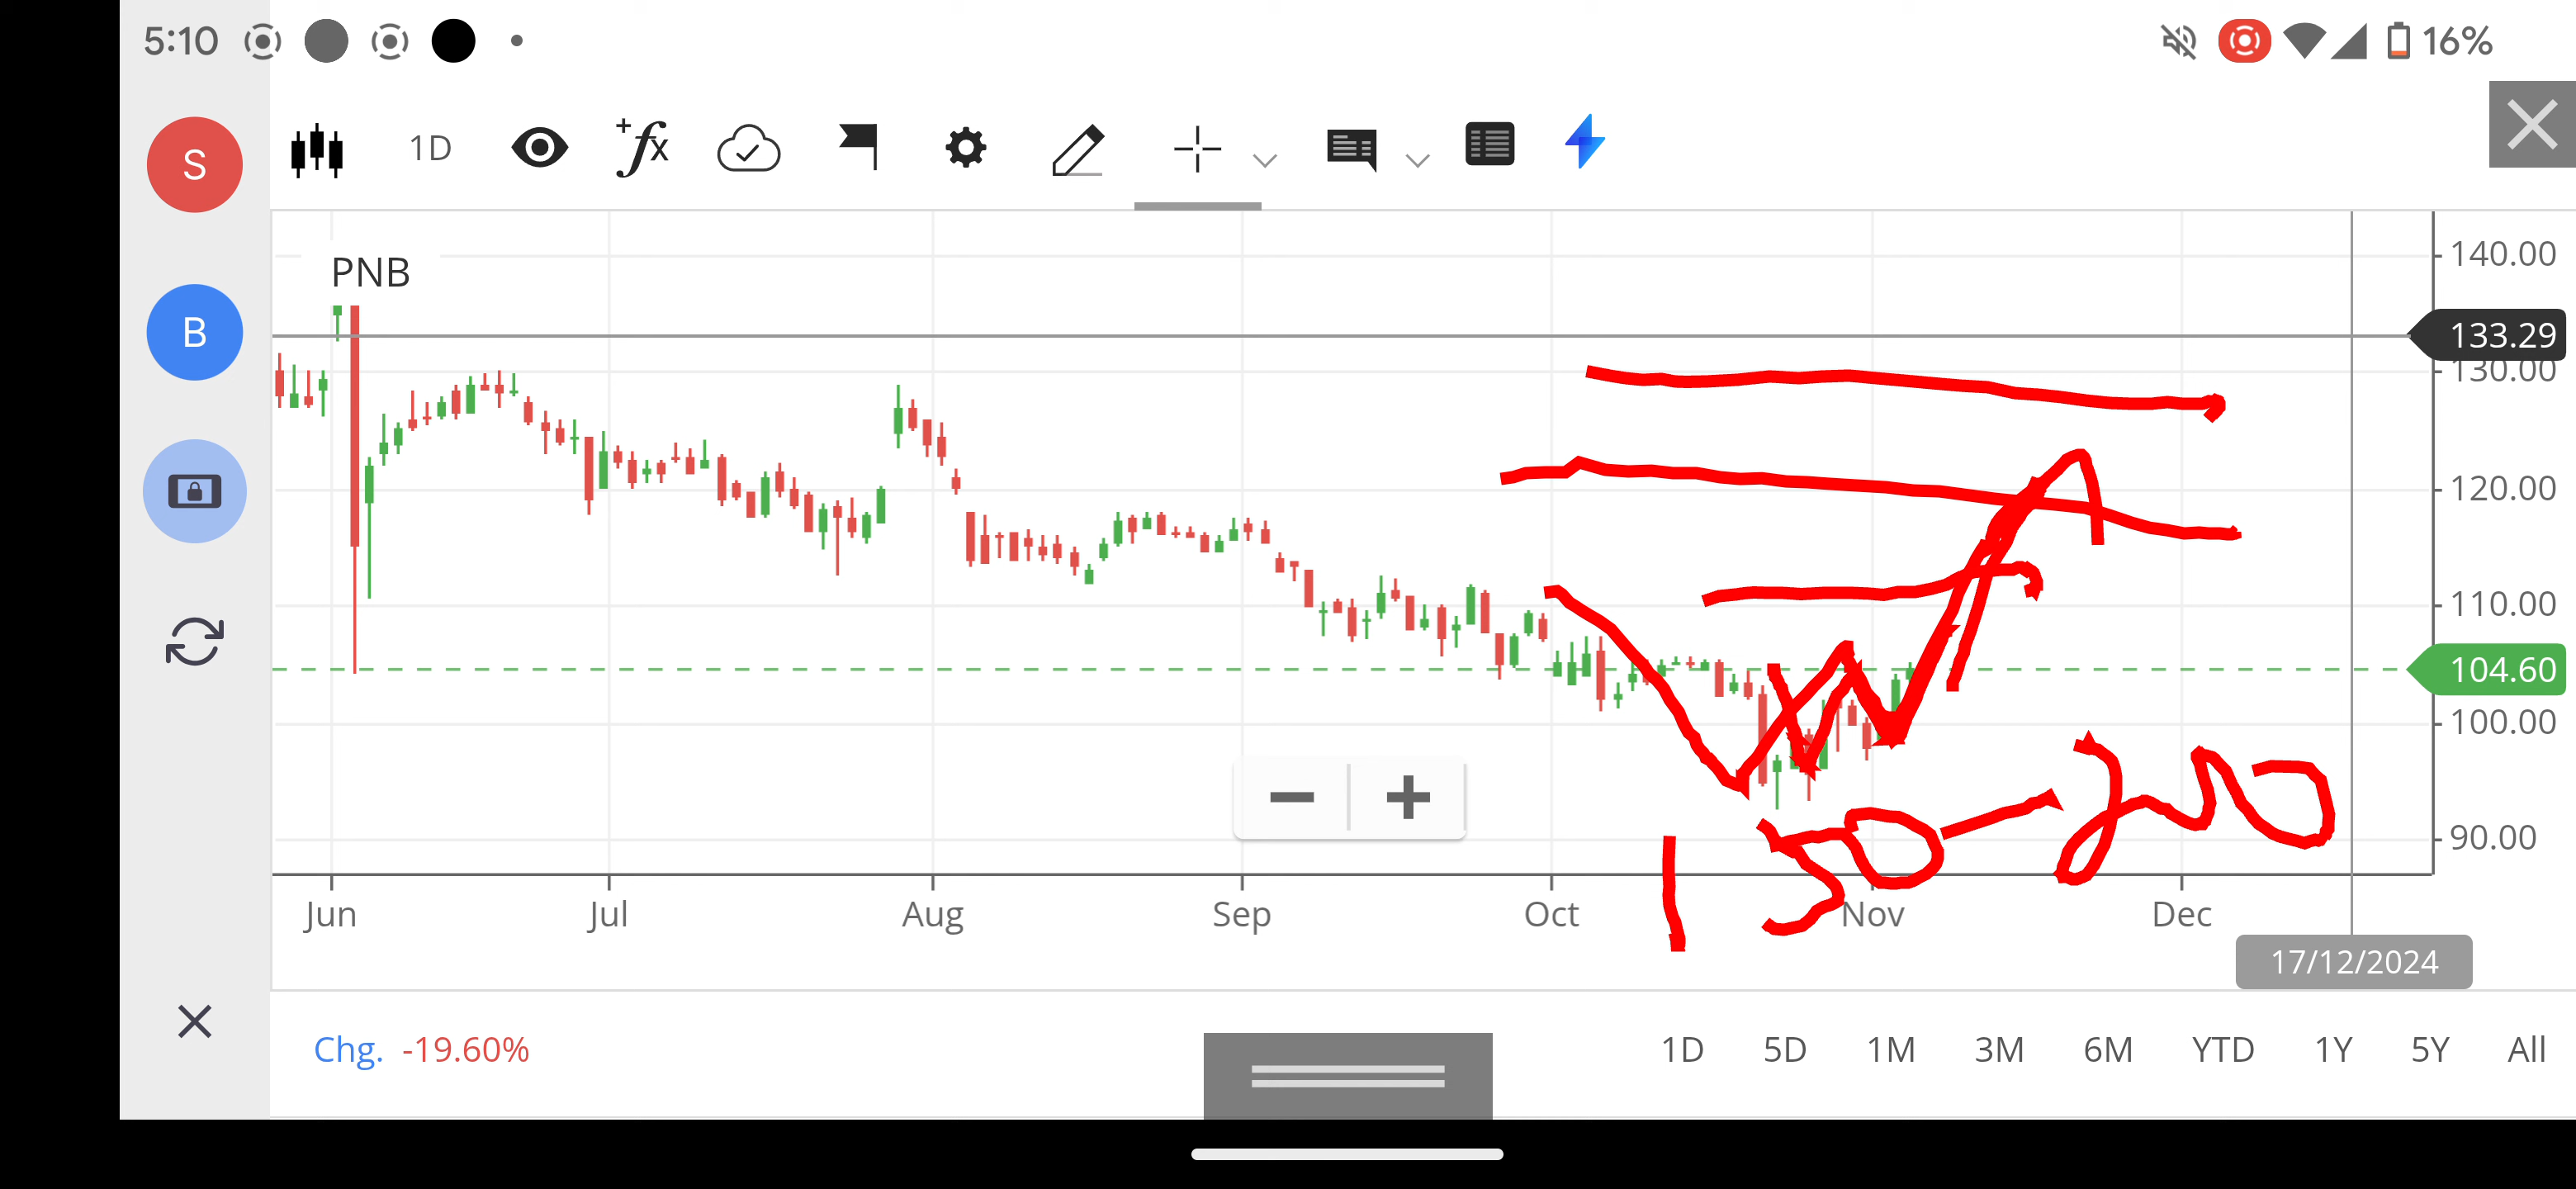 5:10 16%
S 1D
PNB
B
140.00
133.29
130.00
120.00
110.00
104.60
100.00
90.00
150-200
Jun Jul Aug Sep Oct Nov Dec
17/12/2024
Chg. -19.60% 1D 5D 1M 3M 6M YTD 1Y 5Y All